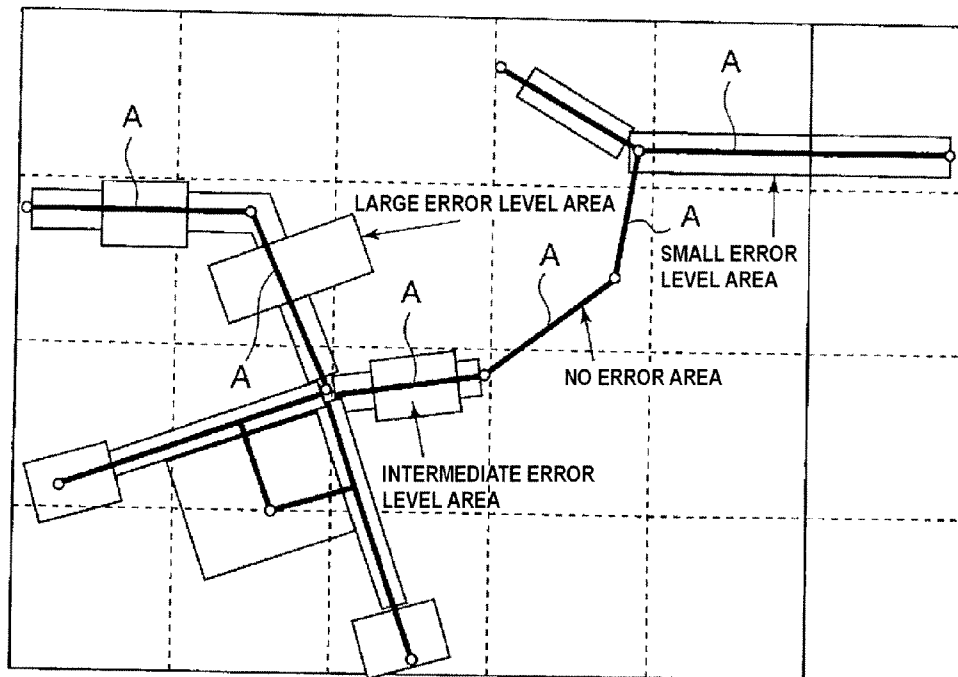 A
A
LARGE ERROR LEVEL AREA
A
SMALL ERROR
LEVEL AREA
A
A
A
NO ERROR AREA
INTERMEDIATE ERROR
LEVEL AREA